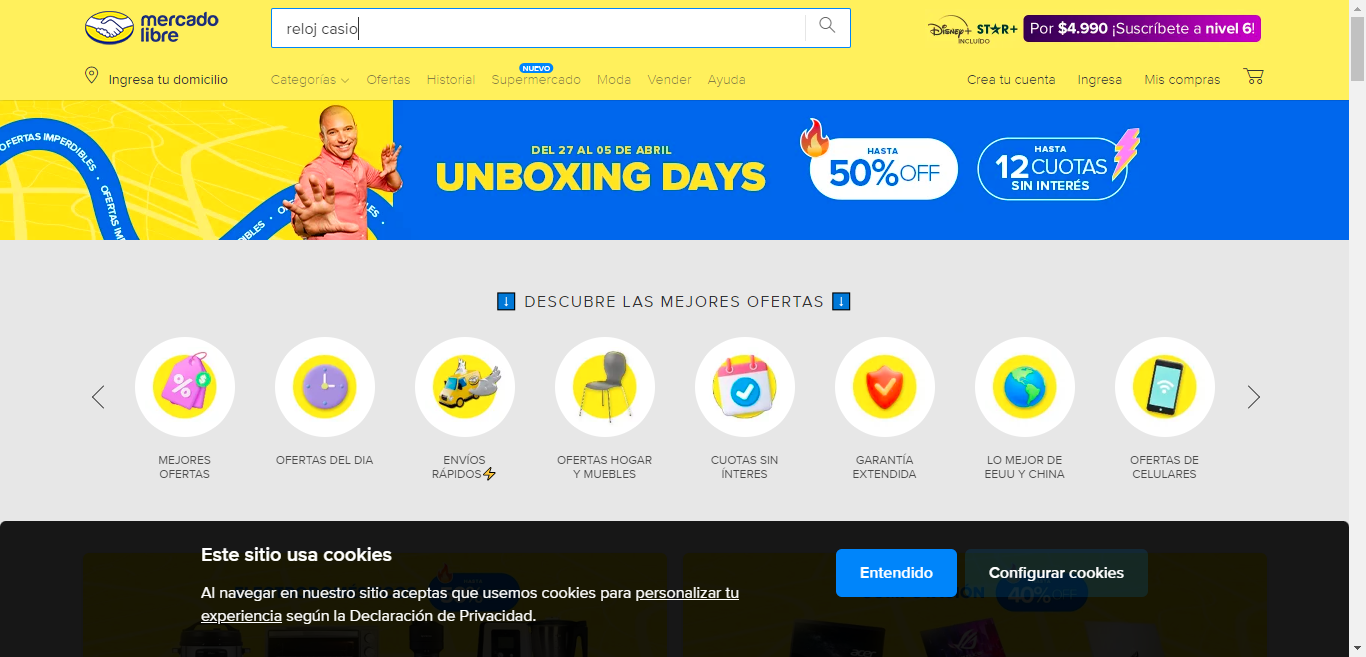 mercado
libre
reloj casio
Disney+ STAR+
INCLUÍDO
Por $4.990 ¡Suscríbete a nivel 6!
Ingresa tu domicilio
Categorías
Ofertas
Historial
NUEVO
Supermercado
Moda
Vender
Ayuda
Crea tu cuenta
Ingresa
Mis compras
OFERTAS IMPERDIBLES
DEL 27 AL 05 DE ABRIL
UNBOXING DAYS
HASTA
50% OFF
HASTA
12 CUOTAS
SIN INTERÉS
DESCUBRE LAS MEJORES OFERTAS
MEJORES
OFERTAS
OFERTAS DEL DIA
ENVÍOS
RÁPIDOS⚡
OFERTAS HOGAR
Y MUEBLES
CUOTAS SIN
ÍNTERES
GARANTÍA
EXTENDIDA
LO MEJOR DE
EEUU Y CHINA
OFERTAS DE
CELULARES
Este sitio usa cookies
Al navegar en nuestro sitio aceptas que usemos cookies para personalizar tu
experiencia según la Declaración de Privacidad.
Entendido
Configurar cookies
40% OFF